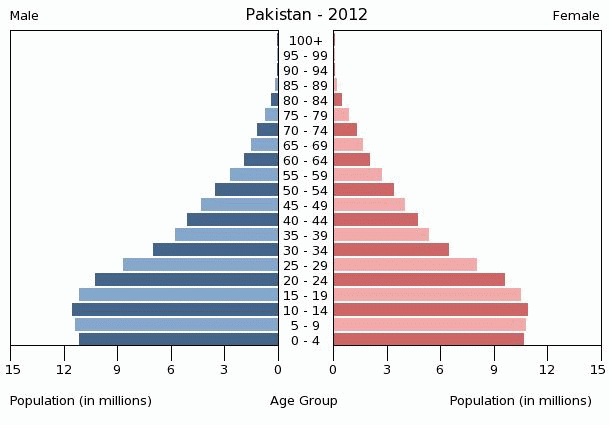 Male Pakistan - 2012 Female
100+
95 - 99
90 - 94
85 - 89
80 - 84
75 - 79
70 - 74
65 - 69
60 - 64
55 - 59
50 - 54
45 - 49
40 - 44
35 - 39
30 - 34
25 - 29
20 - 24
15 - 19
10 - 14
5 - 9
0 - 4
15 12 9 6 3 0 0 3 6 9 12 15
Population (in millions) Age Group Population (in millions)